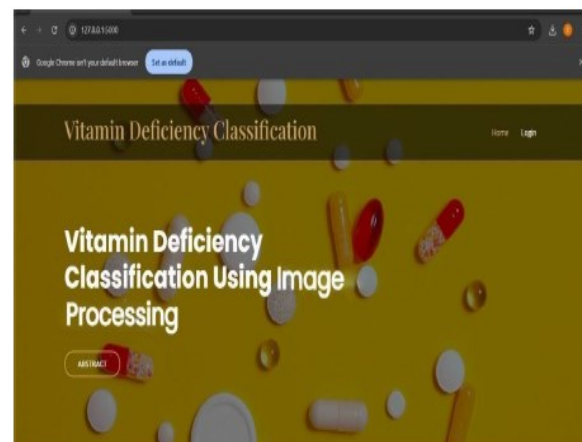 127.0.0.1:5000
Google Chrome isn't your default browser Set as default
Vitamin Deficiency Classification
Home Login
Vitamin Deficiency
Classification Using Image
Processing
ABSTRACT